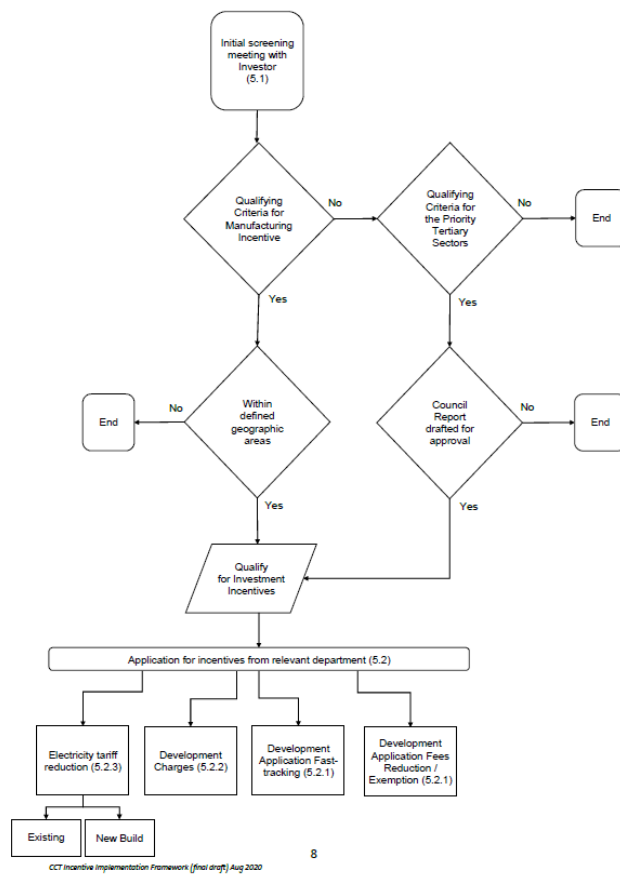 Initial screening
meeting with
Investor
(5.1)
Qualifying
Criteria for
Manufacturing
Incentive
No
Qualifying
Criteria for
the Priority
Tertiary
Sectors
No
End
Yes
Yes
End
No
Within
defined
geographic
areas
Council
Report
drafted for
approval
No
End
Yes
Yes
Qualify
for Investment
Incentives
Application for incentives from relevant department (5.2)
Electricity tariff
reduction (5.2.3)
Development
Charges (5.2.2)
Development
Application Fast-
tracking (5.2.1)
Development
Application Fees
Reduction /
Exemption (5.2.1)
Existing
New Build
8
CCT Incentive Implementation Framework (final draft) Aug 2020